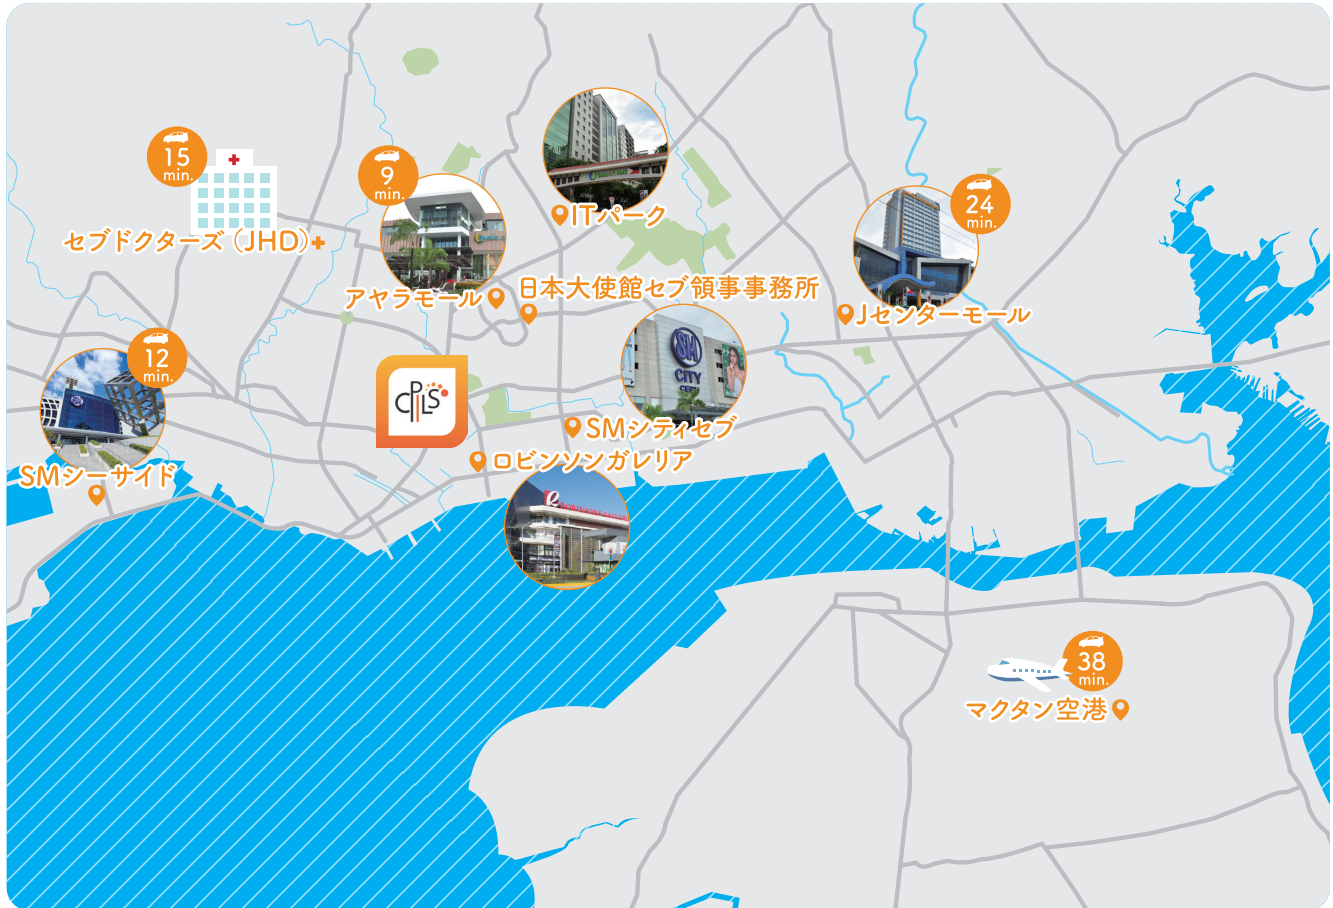 15
min.
セブドクターズ（JHD）
9
min.
アヤラモール
ITパーク
日本大使館セブ領事事務所
24
min.
Jセンターモール
12
min.
SMシーサイド
CPILS
SM
CITY
CEBU
SMシティセブ
ロビンソンガレリア
38
min.
マクタン空港